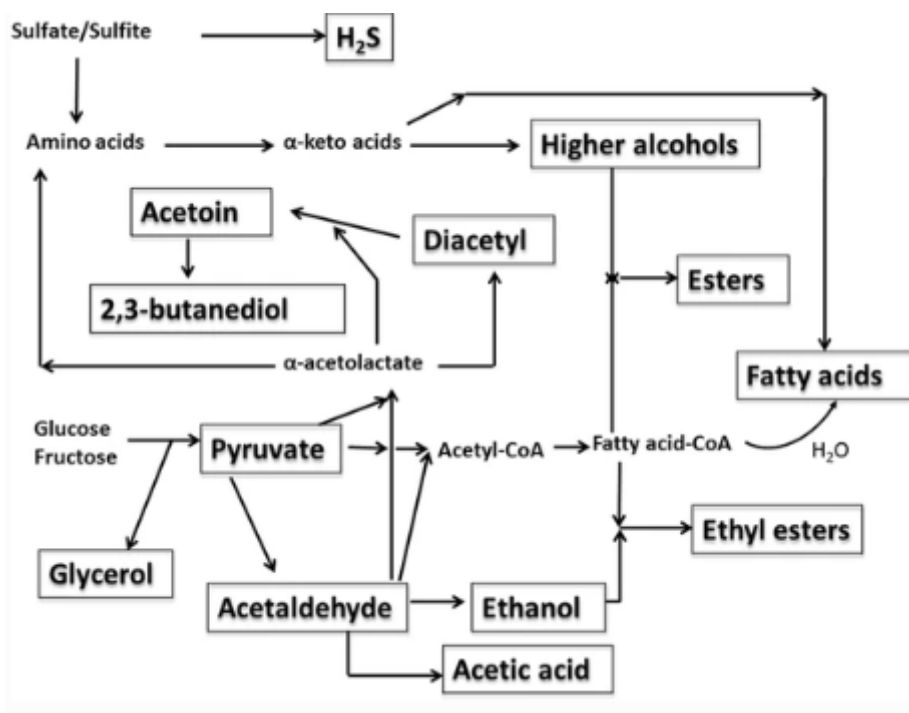 Sulfate/Sulfite
H₂S
Amino acids
α-keto acids
Higher alcohols
Acetoin
Diacetyl
Esters
2,3-butanediol
α-acetolactate
Fatty acids
Glucose
Fructose
Pyruvate
Acetyl-CoA
Fatty acid-CoA
H₂O
Ethyl esters
Glycerol
Acetaldehyde
Ethanol
Acetic acid